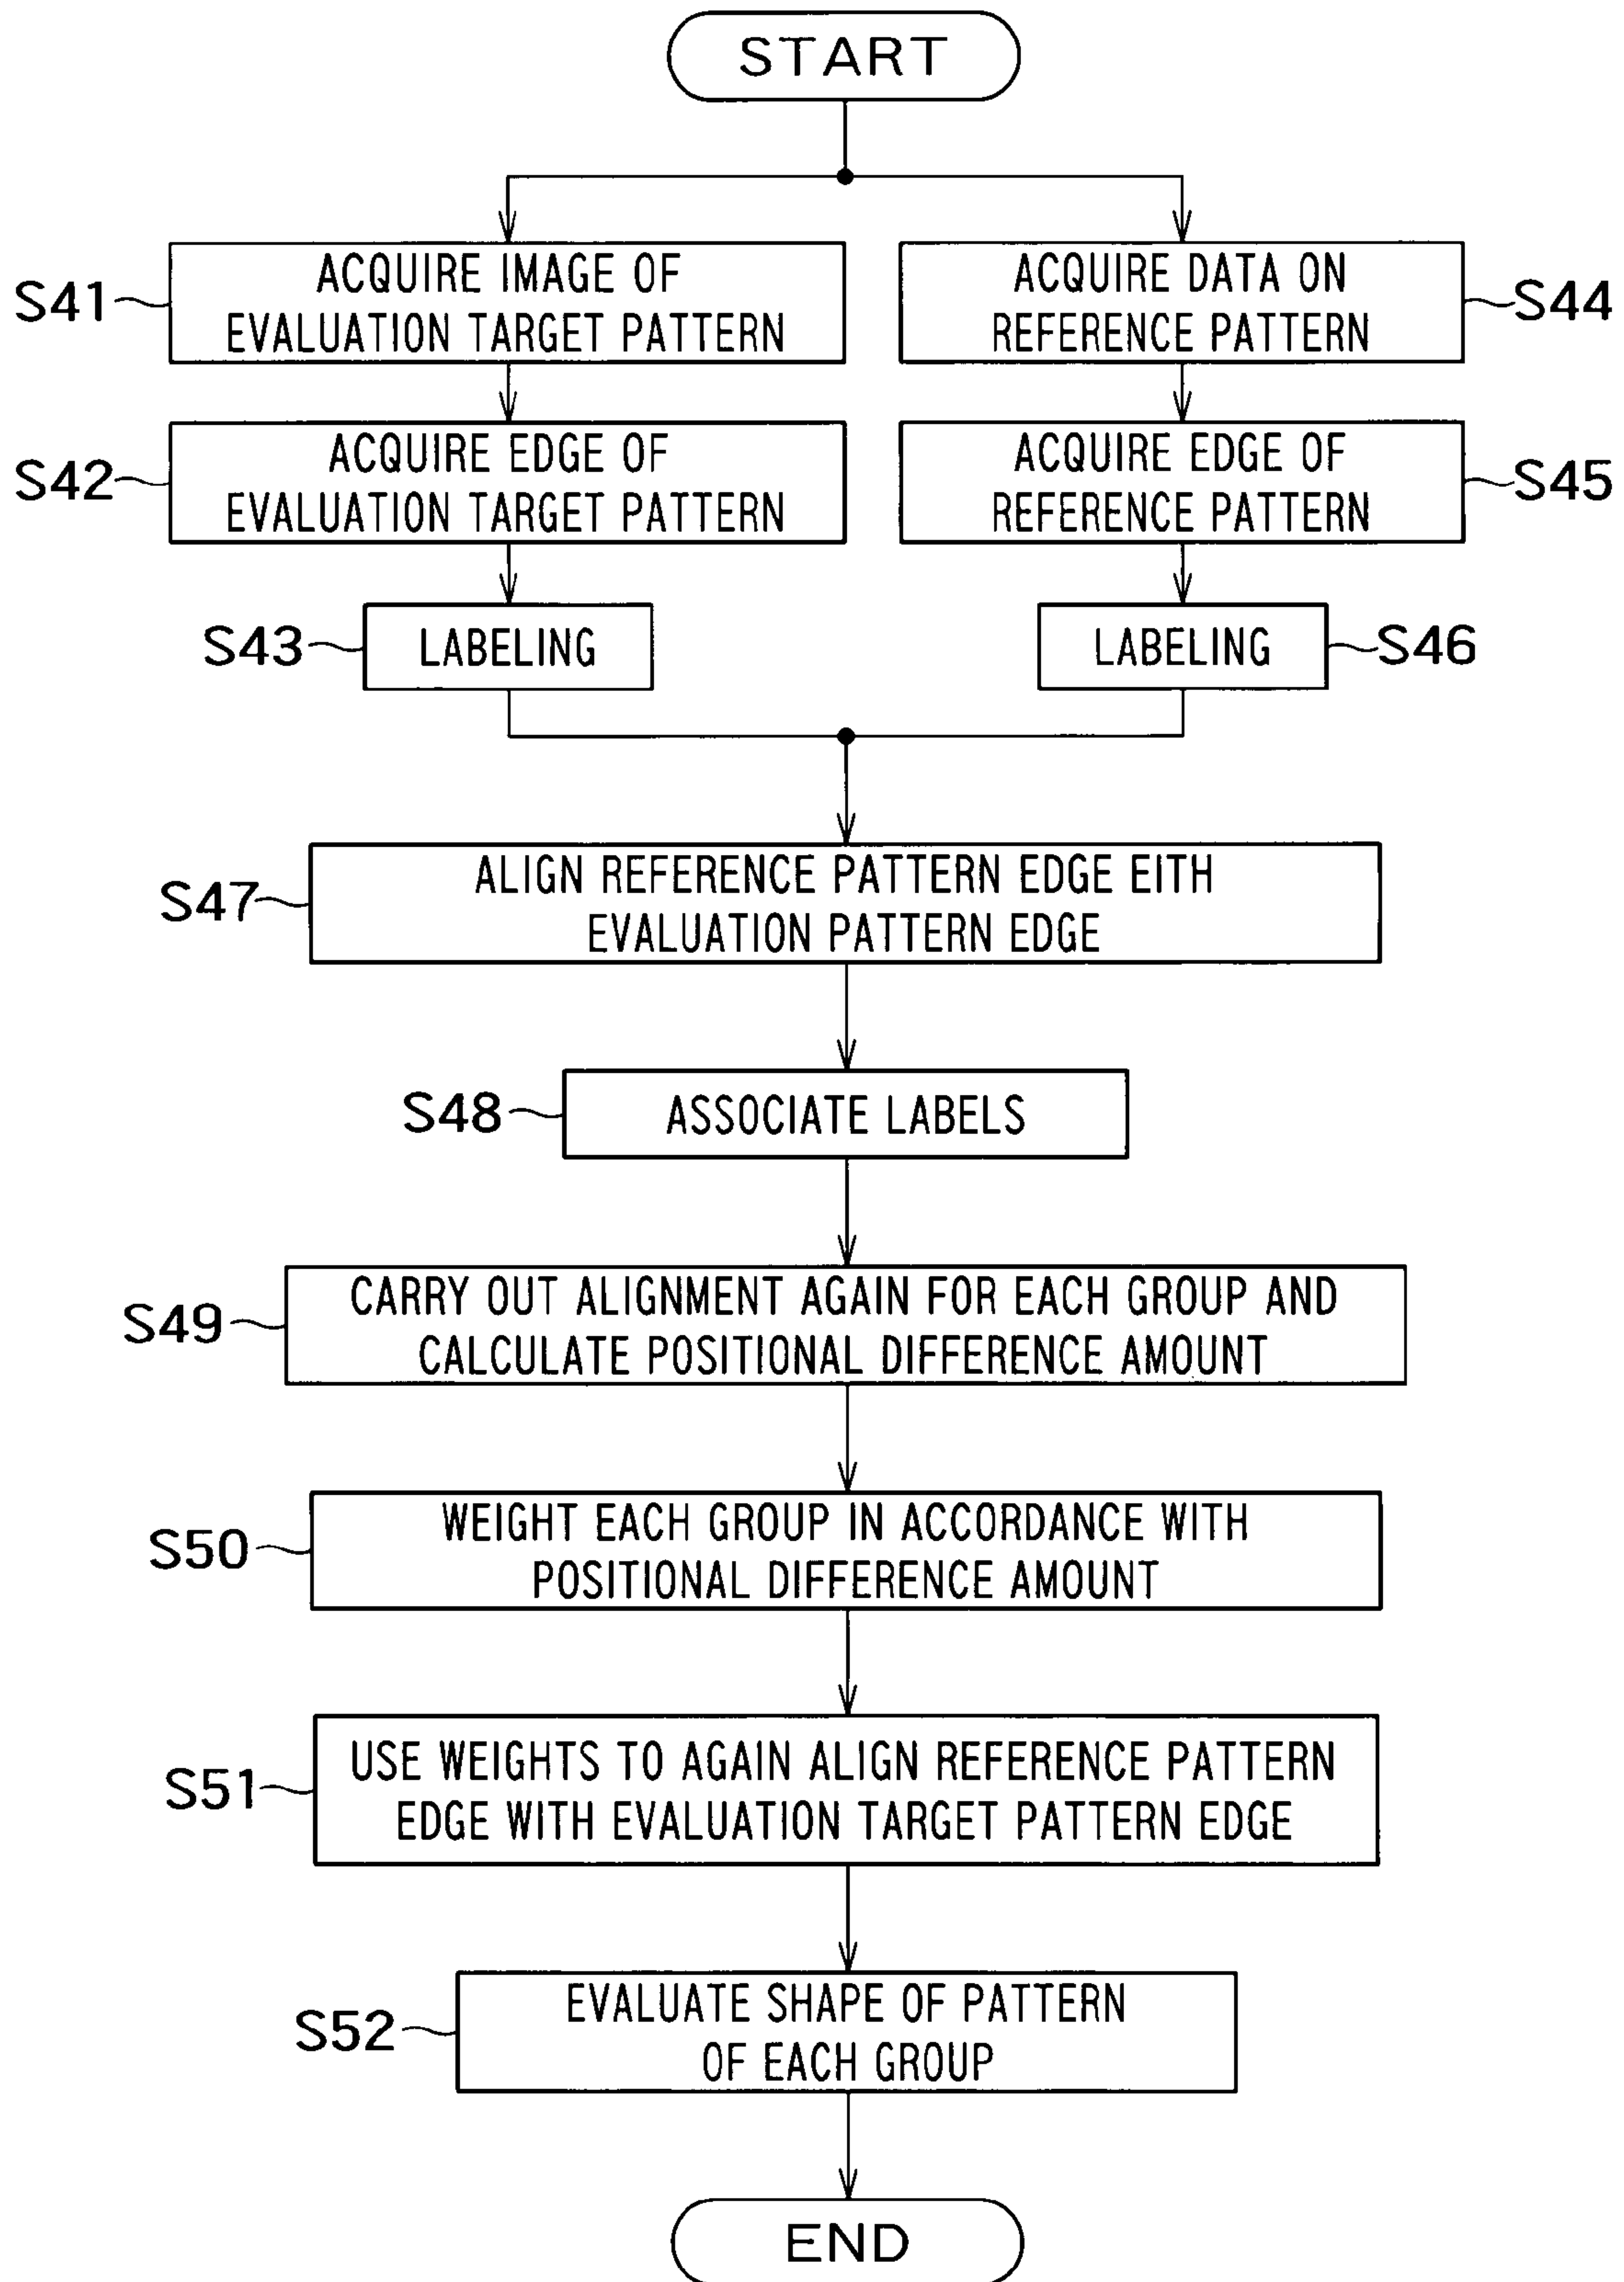 START
S41
ACQUIRE IMAGE OF
EVALUATION TARGET PATTERN
ACQUIRE DATA ON
REFERENCE PATTERN
S44
S42
ACQUIRE EDGE OF
EVALUATION TARGET PATTERN
ACQUIRE EDGE OF
REFERENCE PATTERN
S45
S43
LABELING
LABELING
S46
S47
ALIGN REFERENCE PATTERN EDGE EITH
EVALUATION PATTERN EDGE
S48
ASSOCIATE LABELS
S49
CARRY OUT ALIGNMENT AGAIN FOR EACH GROUP AND
CALCULATE POSITIONAL DIFFERENCE AMOUNT
S50
WEIGHT EACH GROUP IN ACCORDANCE WITH
POSITIONAL DIFFERENCE AMOUNT
S51
USE WEIGHTS TO AGAIN ALIGN REFERENCE PATTERN
EDGE WITH EVALUATION TARGET PATTERN EDGE
S52
EVALUATE SHAPE OF PATTERN
OF EACH GROUP
END